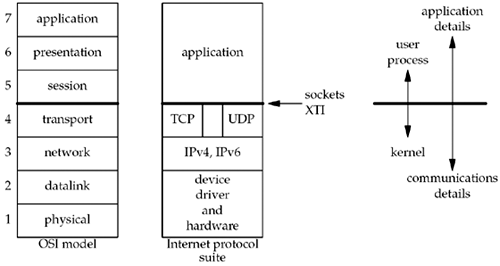 7 application
6 presentation
5 session
4 transport
3 network
2 datalink
1 physical
OSI model
application
TCP UDP
IPv4, IPv6
device
driver
and
hardware
Internet protocol
suite
sockets
XTI
application
details
user
process
kernel
communications
details